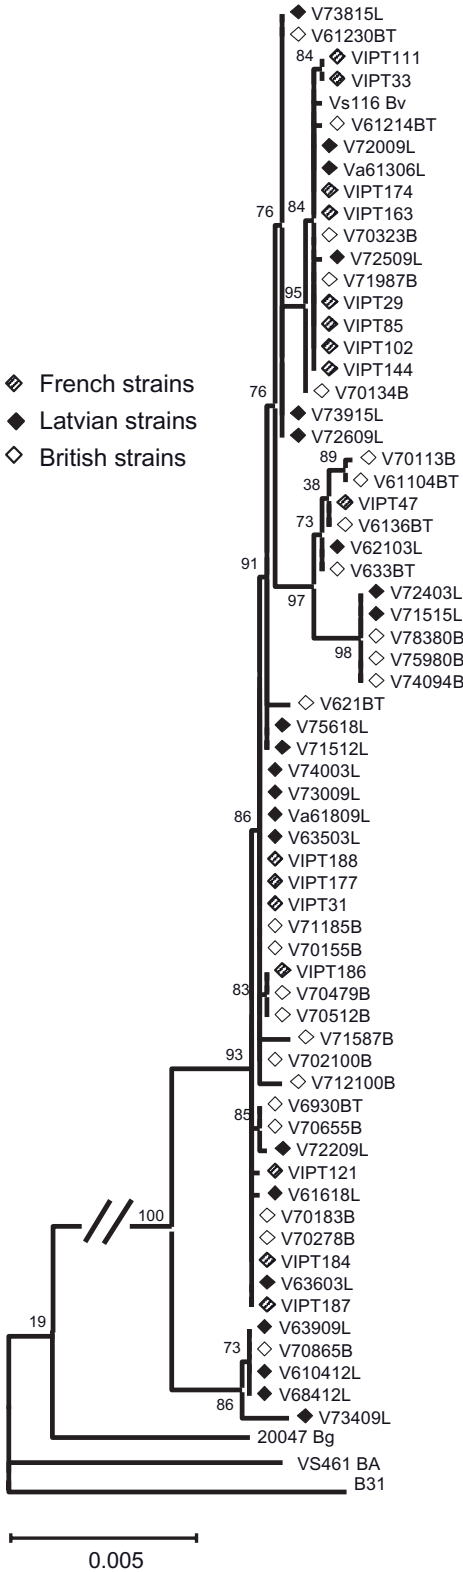 V73815L
V61230BT
84
VIPT111
VIPT33
Vs116 Bv
V61214BT
V72009L
Va61306L
VIPT174
76
84
VIPT163
V70323B
V72509L
V71987B
95
VIPT29
VIPT85
VIPT102
VIPT144
French strains
76
V70134B
Latvian strains
V73915L
V72609L
British strains
89
V70113B
38
V61104BT
VIPT47
73
V6136BT
V62103L
91
V633BT
97
V72403L
V71515L
V78380B
98
V75980B
V74094B
V621BT
V75618L
V71512L
V74003L
V73009L
86
Va61809L
V63503L
VIPT188
VIPT177
VIPT31
V71185B
V70155B
VIPT186
83
V70479B
V70512B
V71587B
93
V702100B
V712100B
V6930BT
85
V70655B
V72209L
VIPT121
V61618L
100
V70183B
V70278B
VIPT184
V63603L
VIPT187
19
V63909L
73
V70865B
V610412L
V68412L
86
V73409L
20047 Bg
VS461 BA
B31
0.005